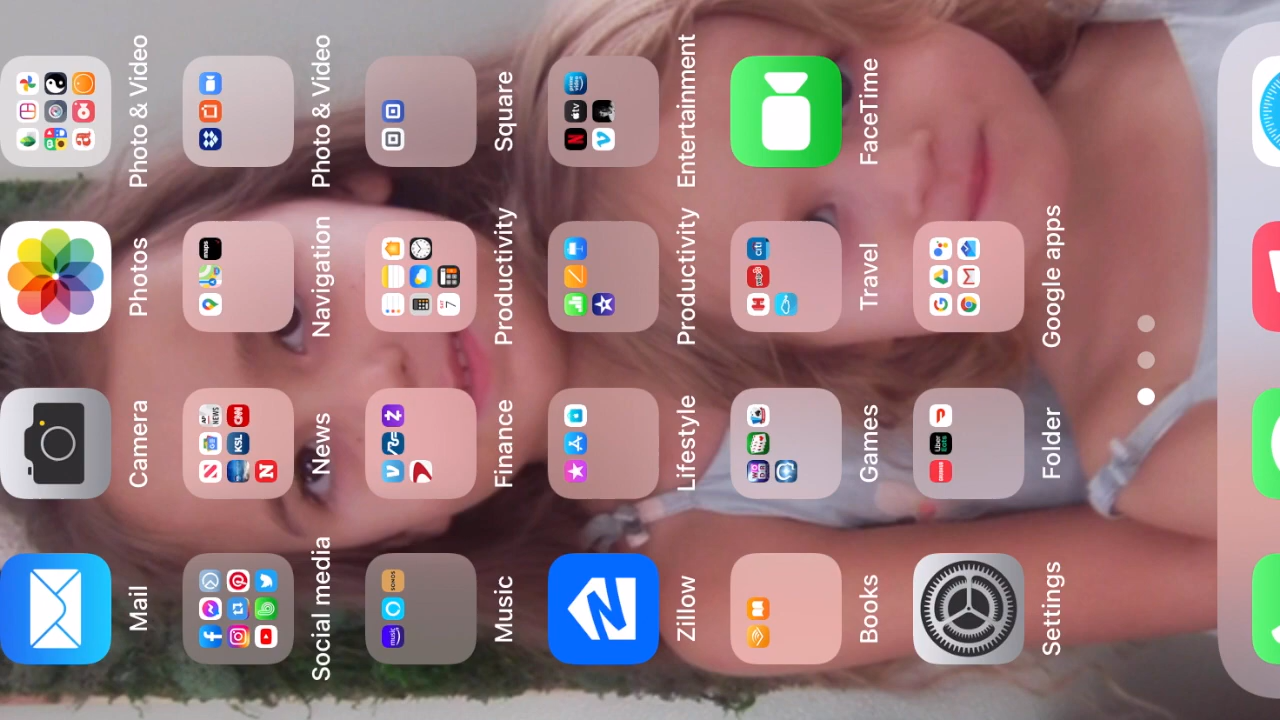 Mail
Camera
Photos
Photo & Video
Social media
News
Navigation
Photo & Video
Music
Finance
Productivity
Square
Zillow
Lifestyle
Productivity
Entertainment
Books
Games
Travel
FaceTime
Settings
Folder
Google apps